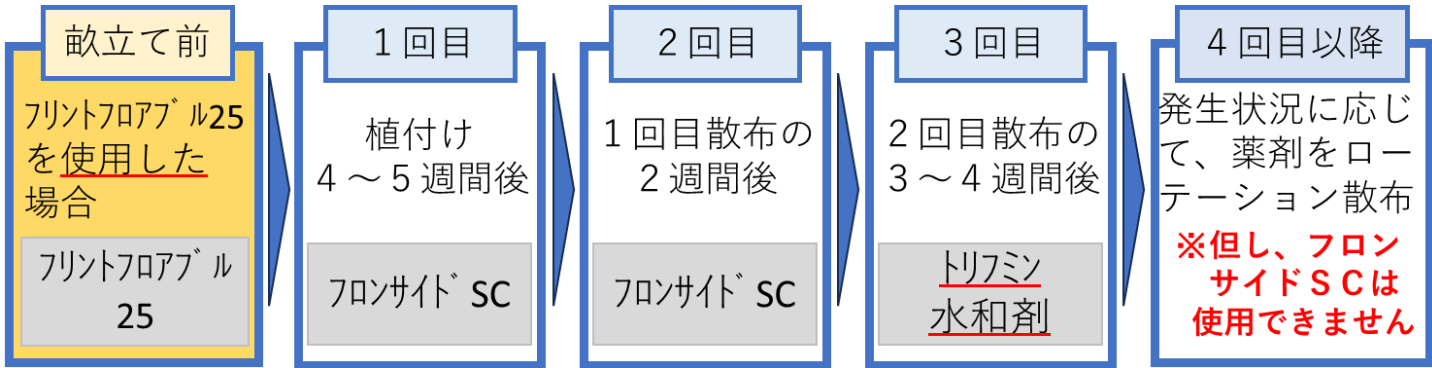 畝立て前
ﾌﾘﾝﾄﾌﾛｱﾌﾞﾙ25
を使用した
場合
ﾌﾘﾝﾄﾌﾛｱﾌﾞﾙ
25
1回目
植付け
4～5週間後
ﾌﾛﾝｻｲﾄﾞSC
2回目
1回目散布の
2週間後
ﾌﾛﾝｻｲﾄﾞSC
3回目
2回目散布の
3～4週間後
ﾄﾘﾌﾐﾝ
水和剤
4回目以降
発生状況に応じ
て、薬剤をロー
テーション散布
※但し、フロン
サイドＳＣは
使用できません